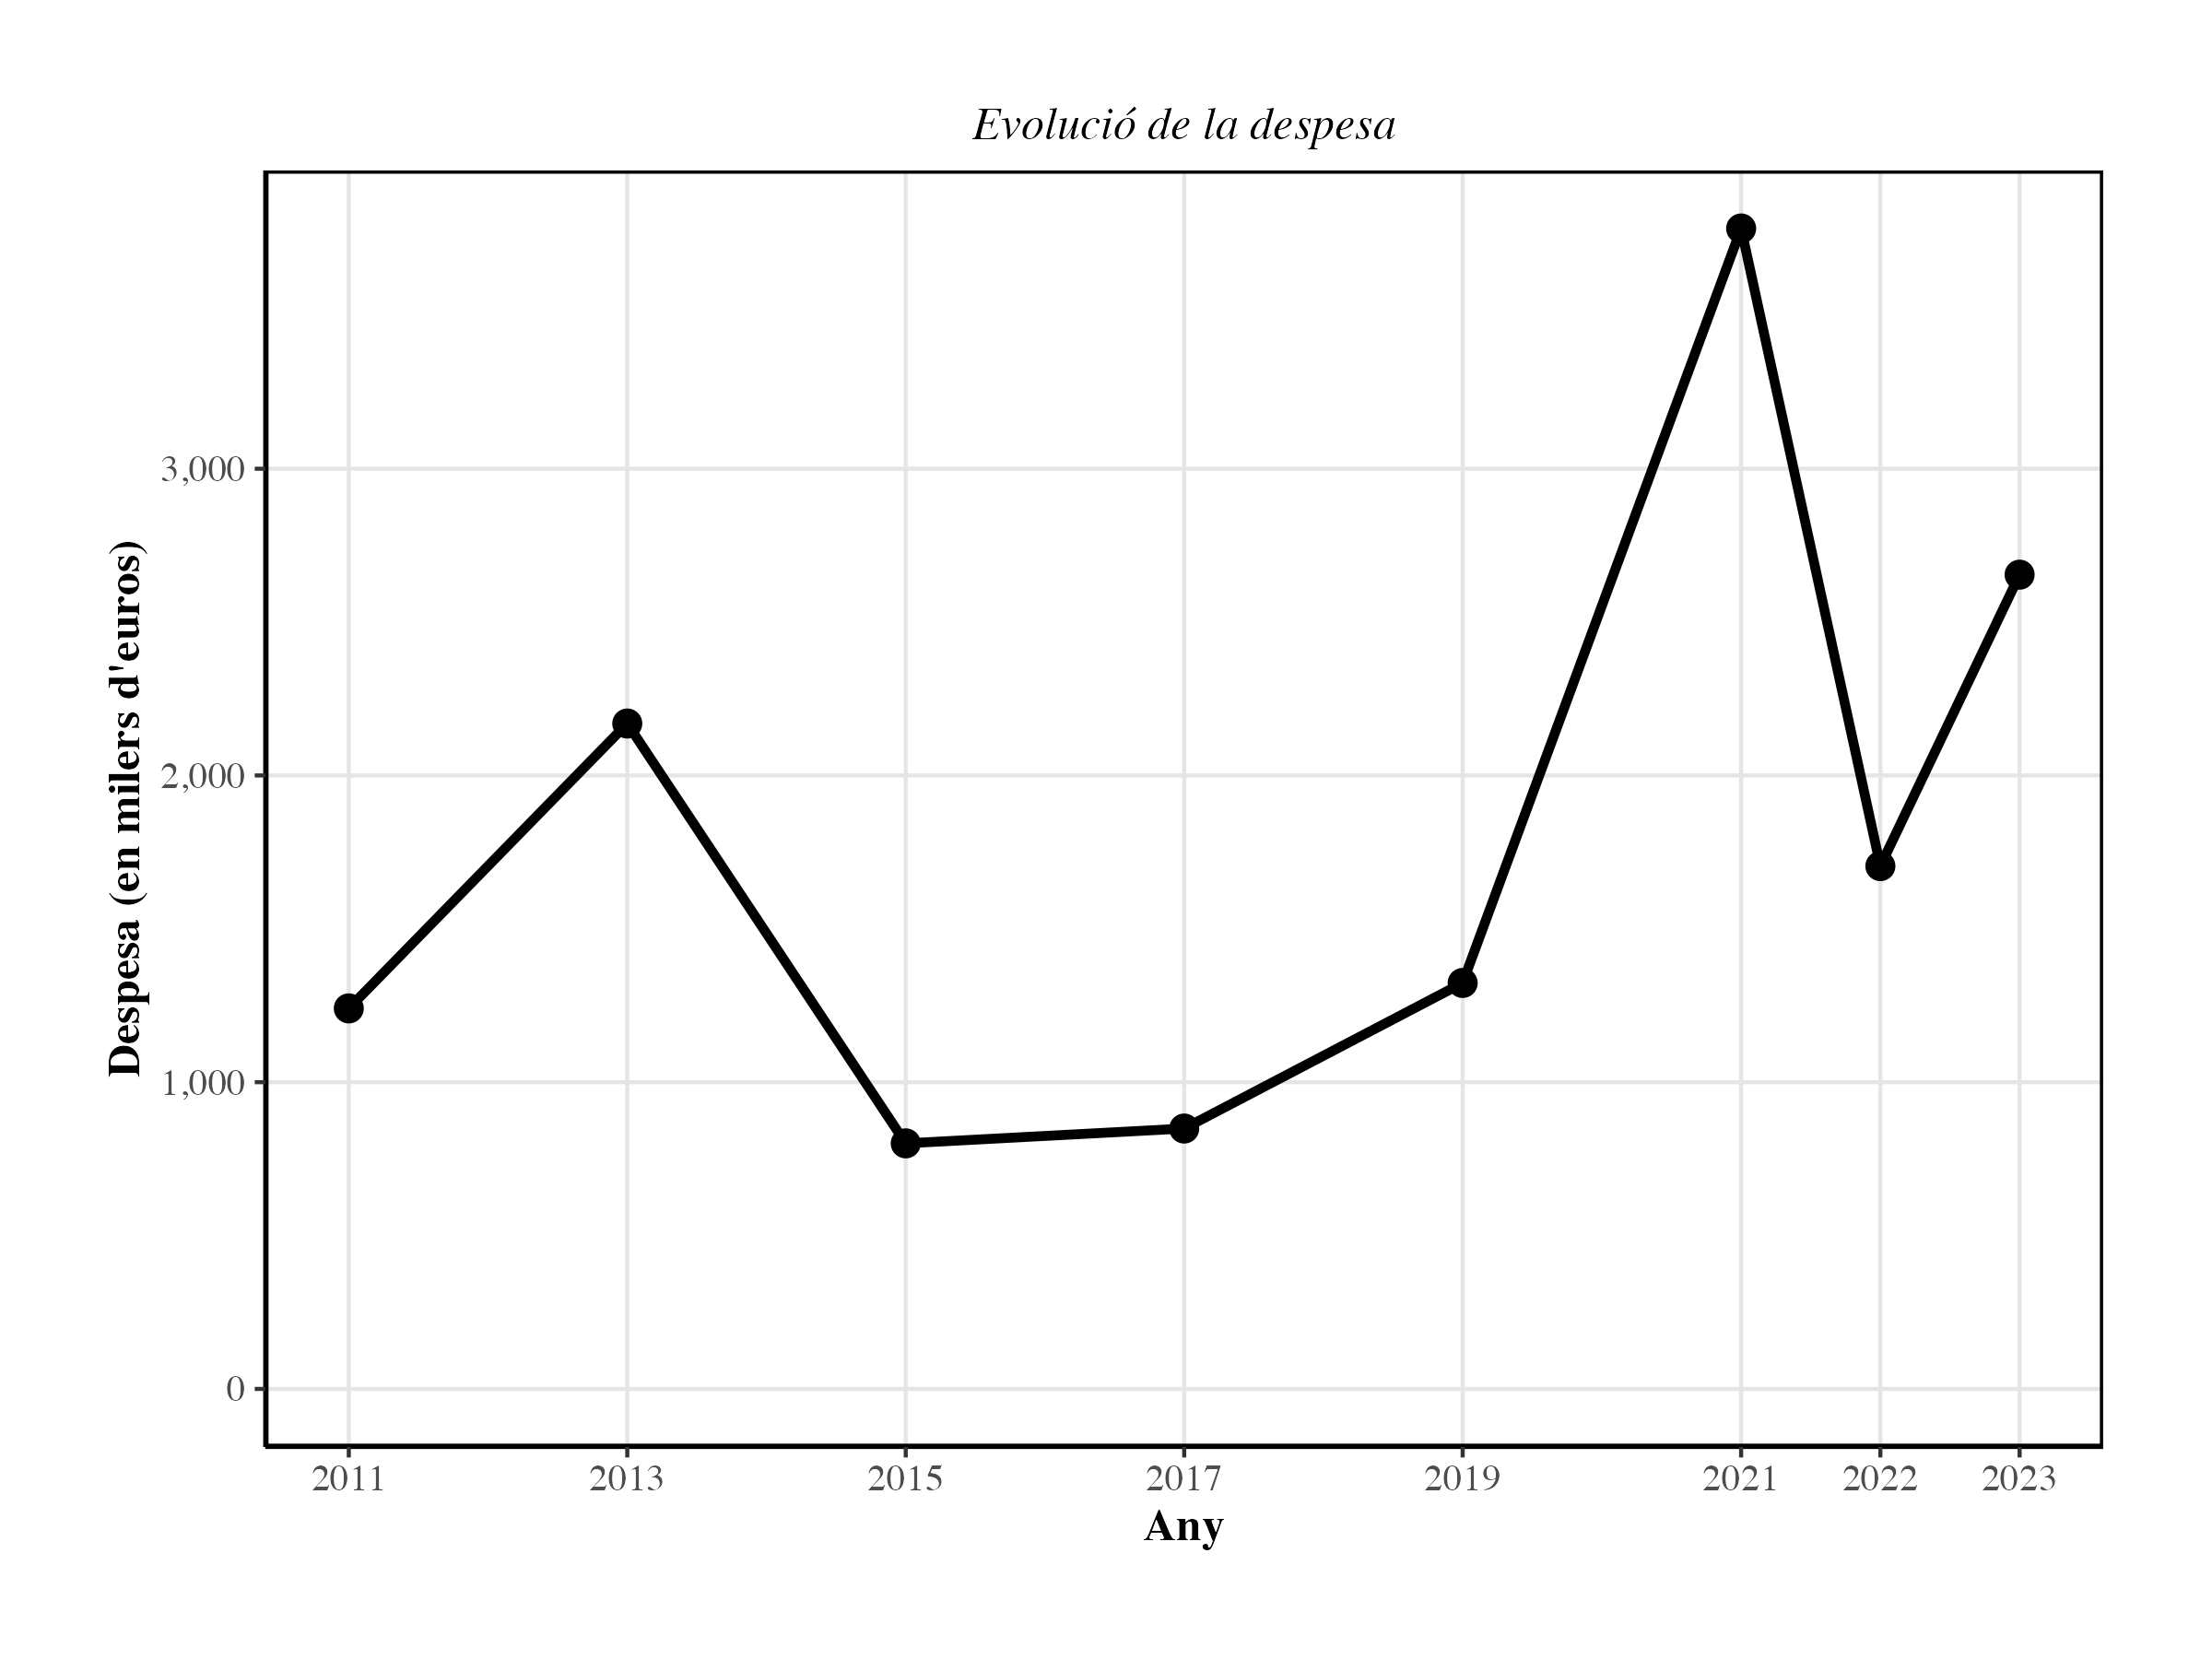 Evolució de la despesa
Despesa (en milers d'euros)
3,000
2,000
1,000
0
2011 2013 2015 2017 2019 2021 2022 2023
Any